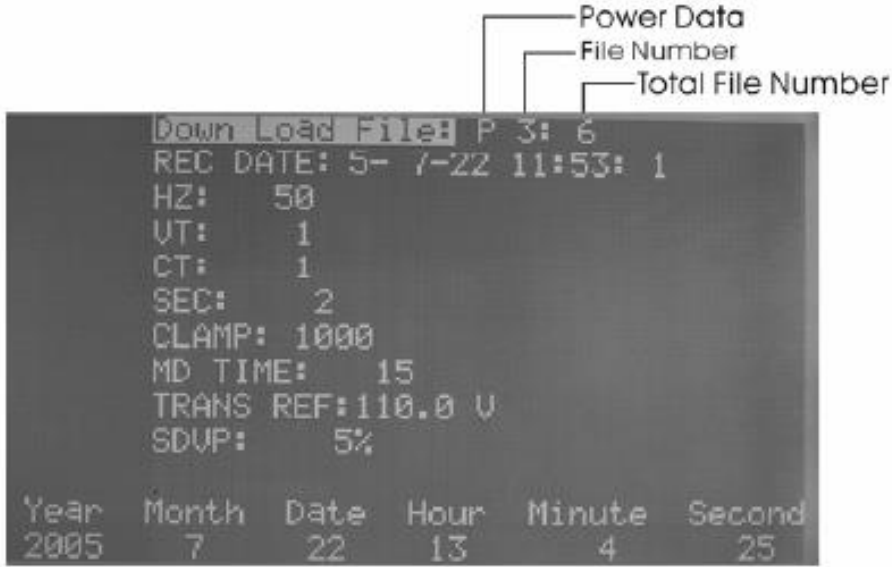 Power Data
File Number
Total File Number
Down Load File: P 3: 6
REC DATE: 5- 7-22 11:53: 1
HZ: 50
VT: 1
CT: 1
SEC: 2
CLAMP: 1000
MD TIME: 15
TRANS REF:110.0 V
SDVP: 5%
Year Month Date Hour Minute Second
2005 7 22 13 4 25